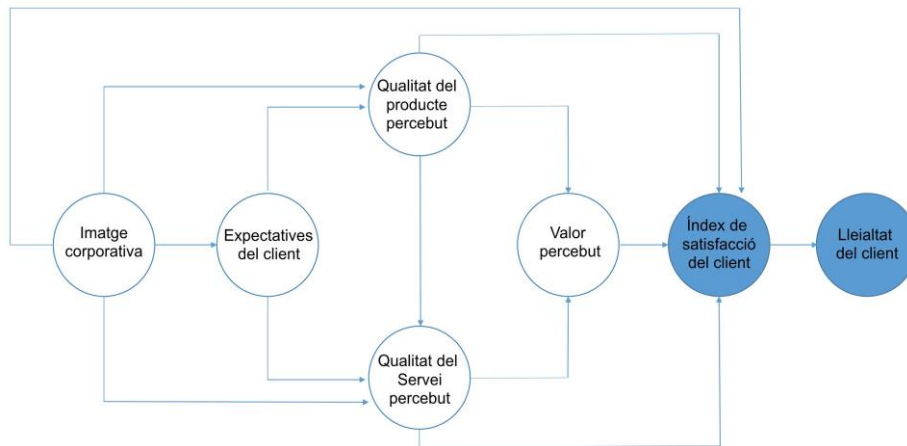 Qualitat del
producte
percebut
Imatge
corporativa
Expectatives
del client
Valor
percebut
Índex de
satisfacció
del client
Lleialtat
del client
Qualitat del
Servei
percebut